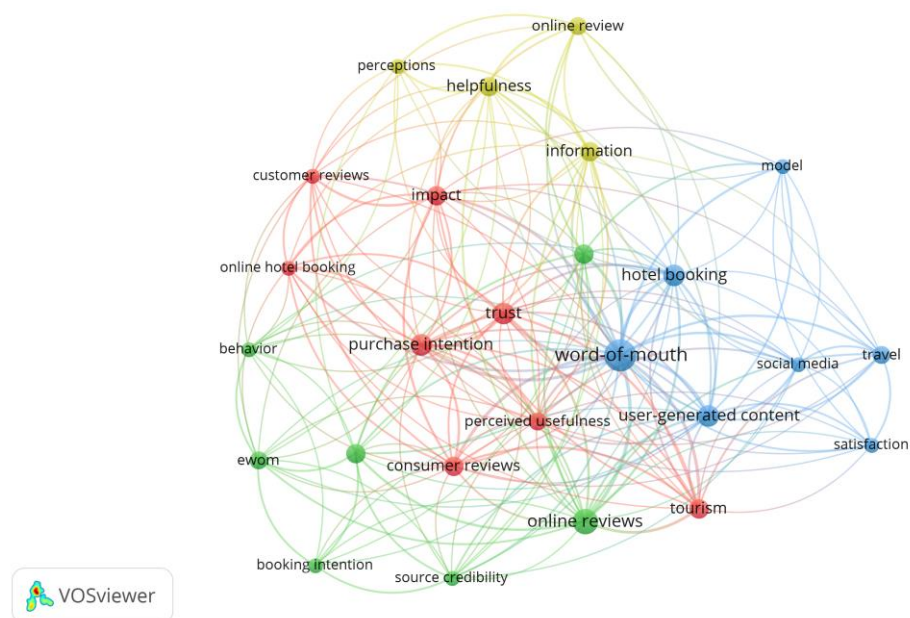 online review
perceptions
helpfulness
information
model
customer reviews
impact
online hotel booking
hotel booking
trust
purchase intention
behavior
word-of-mouth
social media
travel
user-generated content
perceived usefulness
satisfaction
ewom
consumer reviews
tourism
online reviews
booking intention
source credibility
VOSviewer